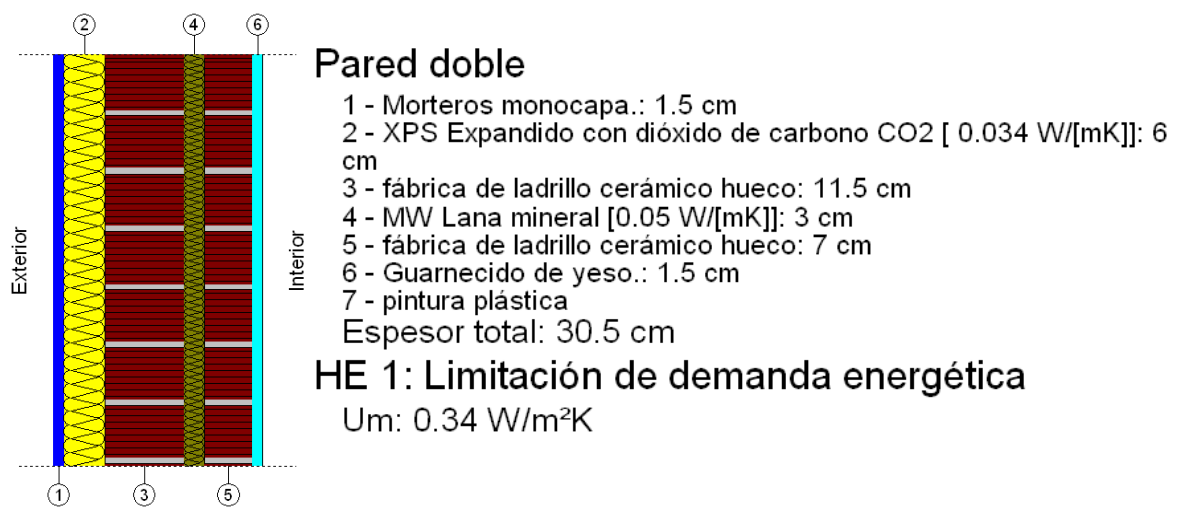 2
4
6
Exterior
Interior
1
3
5
Pared doble
1 - Morteros monocapa.: 1.5 cm
2 - XPS Expandido con dióxido de carbono CO2 [ 0.034 W/[mK]]: 6
cm
3 - fábrica de ladrillo cerámico hueco: 11.5 cm
4 - MW Lana mineral [0.05 W/[mK]]: 3 cm
5 - fábrica de ladrillo cerámico hueco: 7 cm
6 - Guarnecido de yeso.: 1.5 cm
7 - pintura plástica
Espesor total: 30.5 cm
HE 1: Limitación de demanda energética
Um: 0.34 W/m²K